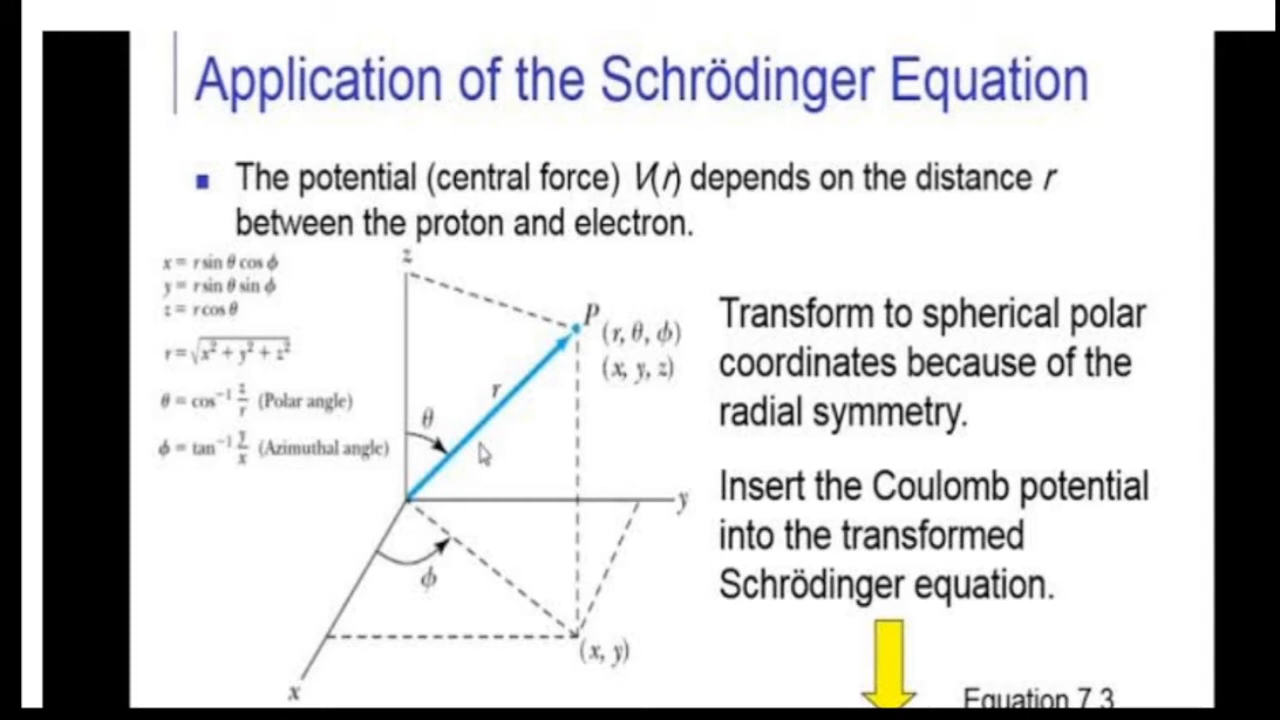 Application of the Schrödinger Equation
The potential (central force) V(r) depends on the distance r
between the proton and electron.
x = r sin θ cos ϕ
y = r sin θ sin ϕ
z = r cos θ
r = √x² + y² + z²
θ = cos⁻¹ z/r (Polar angle)
ϕ = tan⁻¹ y/x (Azimuthal angle)
z
P
(r, θ, ϕ)
(x, y, z)
r
θ
y
ϕ
(x, y)
x
Transform to spherical polar
coordinates because of the
radial symmetry.
Insert the Coulomb potential
into the transformed
Schrödinger equation.
Equation 7.3